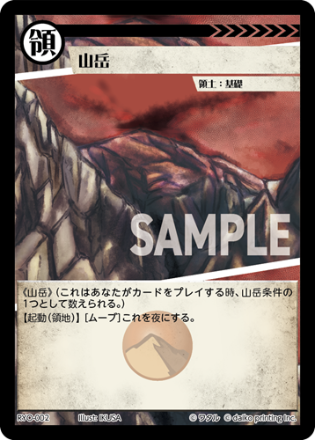 領
山岳
領土：基礎
SAMPLE
《山岳》（これはあなたがカードをプレイする時、山岳条件の
1つとして数えられる。）
【起動（領地）】［ムーブ］これを夜にする。
RYO-002
Illust: IKUSA
© ワタル © daiko printing inc.